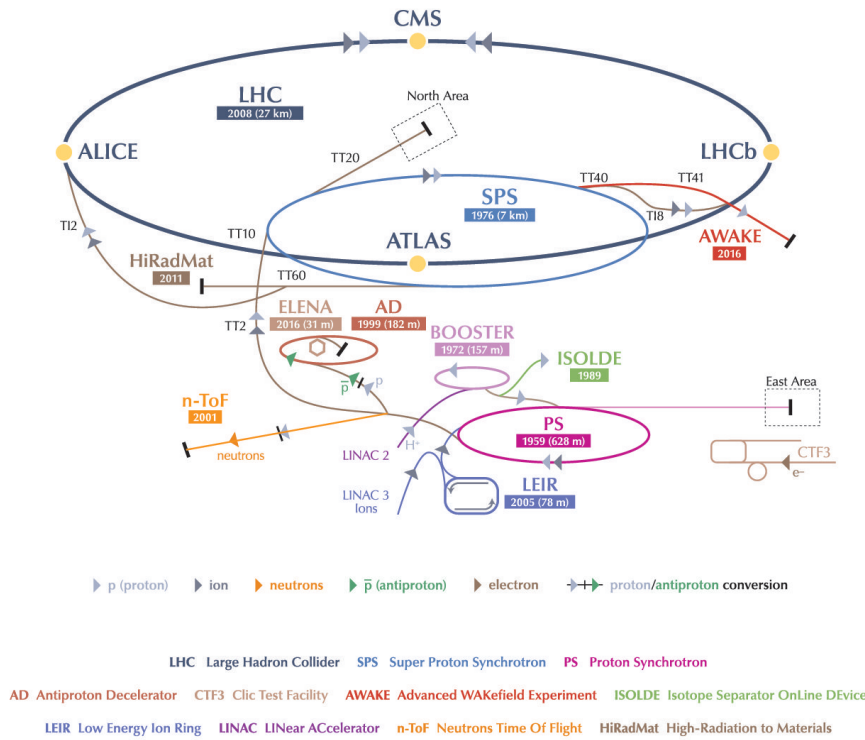 CMS
LHC
2008 (27 km)
North Area
ALICE
TT20
LHCb
TT40
TT41
SPS
1976 (7 km)
TI2
TI8
TT10
ATLAS
AWAKE
2016
HiRadMat
2011
TT60
ELENA
2016 (31 m)
AD
1999 (182 m)
TT2
BOOSTER
1972 (157 m)
ISOLDE
1989
p̅
p
East Area
n-ToF
2001
PS
1959 (628 m)
H⁺
neutrons
LINAC 2
CTF3
e–
LEIR
2005 (78 m)
LINAC 3
Ions
p (proton)
ion
neutrons
p̅ (antiproton)
electron
proton/antiproton conversion
LHC Large Hadron Collider SPS Super Proton Synchrotron PS Proton Synchrotron
AD Antiproton Decelerator CTF3 Clic Test Facility AWAKE Advanced WAKefield Experiment ISOLDE Isotope Separator OnLine DEvice
LEIR Low Energy Ion Ring LINAC LINear ACcelerator n-ToF Neutrons Time Of Flight HiRadMat High-Radiation to Materials